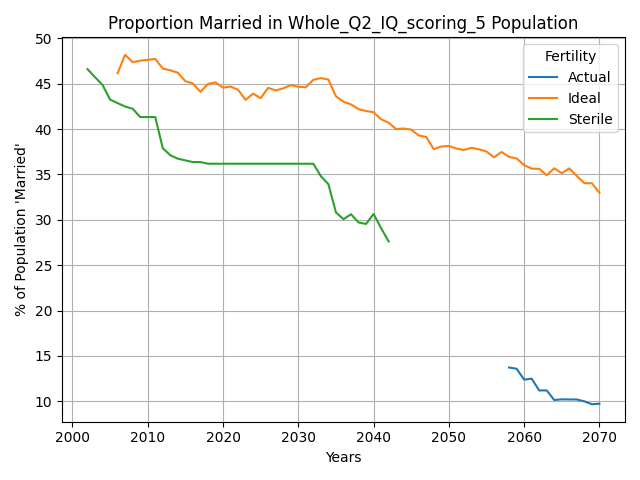 Proportion Married in Whole_Q2_IQ_scoring_5 Population
% of Population 'Married'
50
45
40
35
30
25
20
15
10
Fertility
Actual
Ideal
Sterile
2000 2010 2020 2030 2040 2050 2060 2070
Years